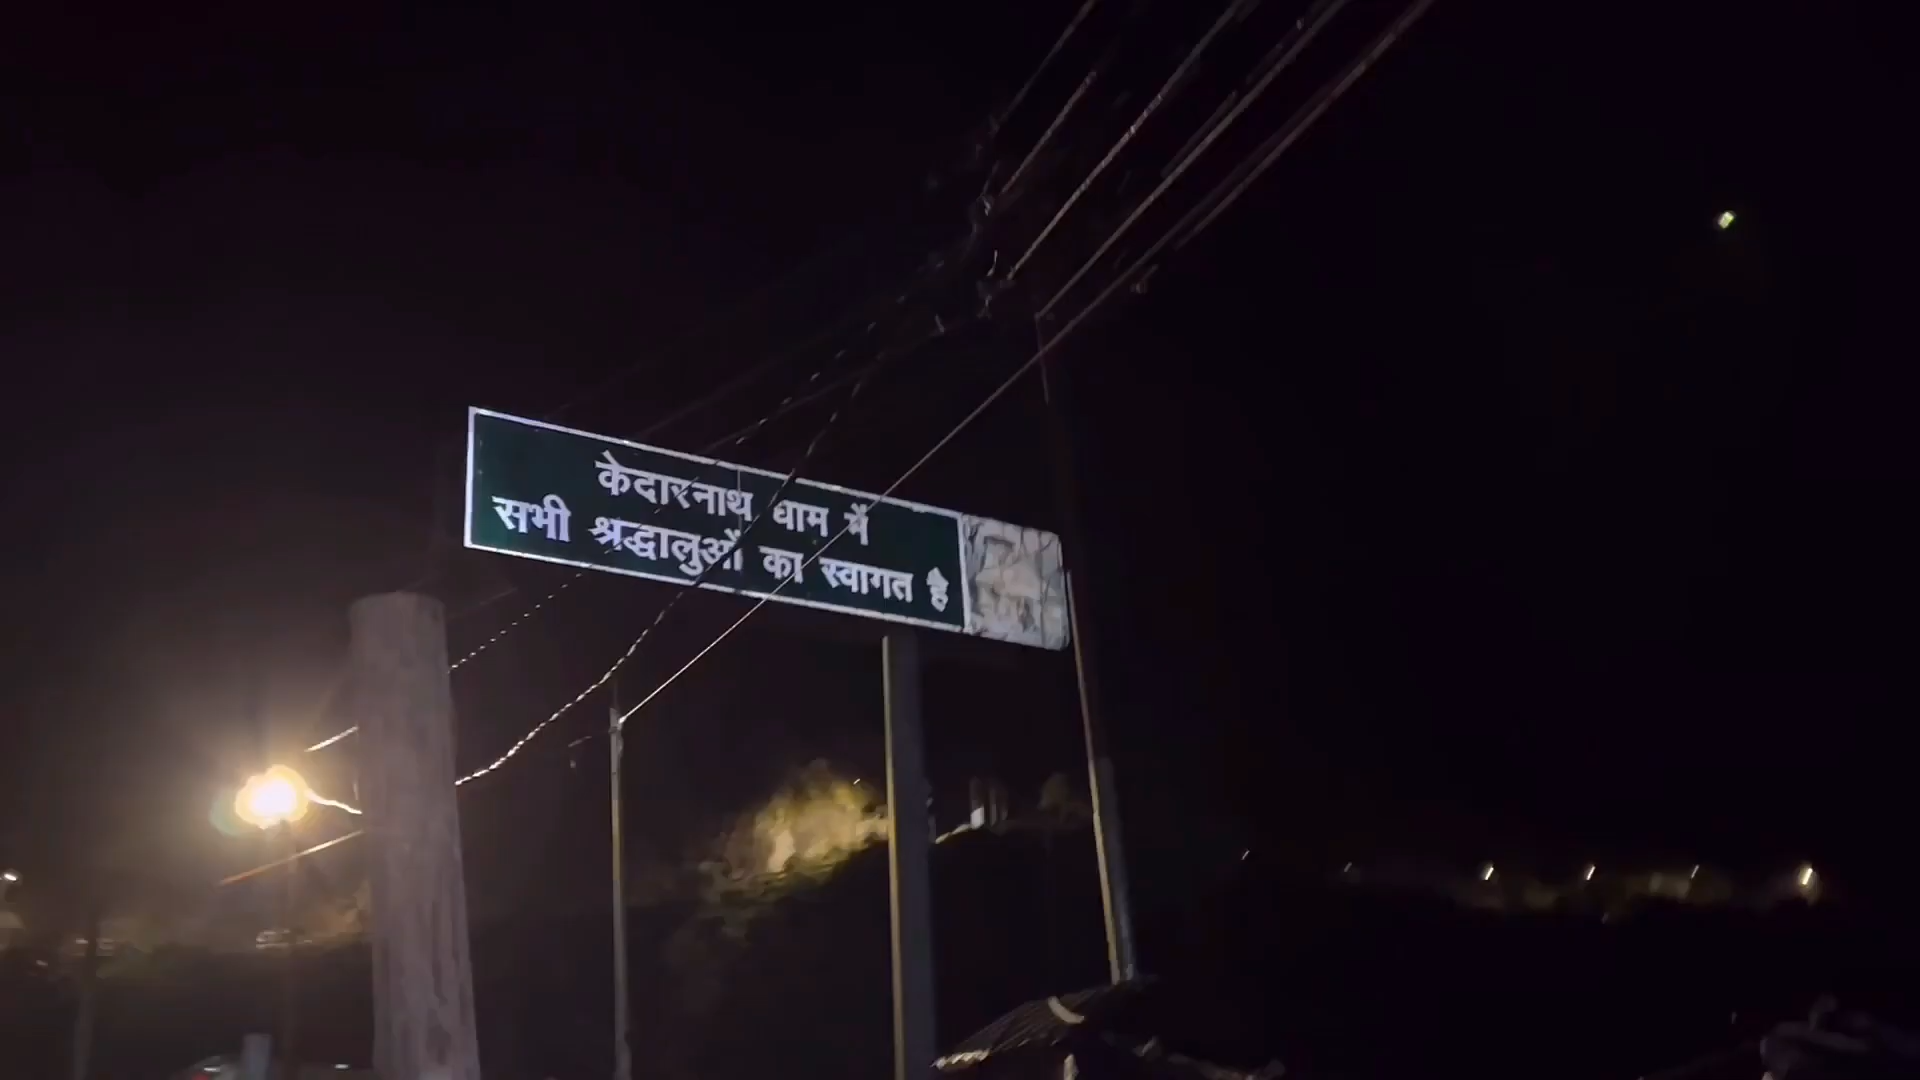 केदारनाथ धाम में
सभी श्रद्धालुओं का स्वागत है